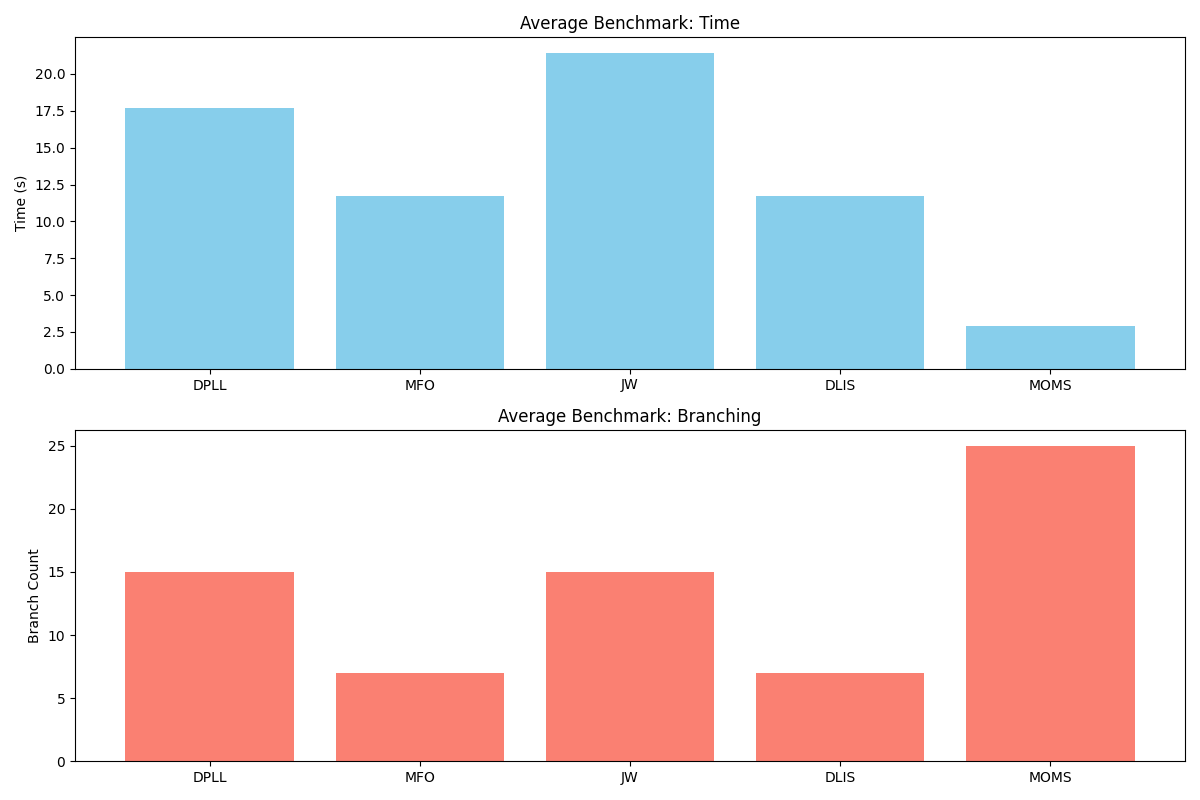 Average Benchmark: Time
Time (s)
20.0
17.5
15.0
12.5
10.0
7.5
5.0
2.5
0.0
DPLL MFO JW DLIS MOMS
Average Benchmark: Branching
Branch Count
25
20
15
10
5
0
DPLL MFO JW DLIS MOMS